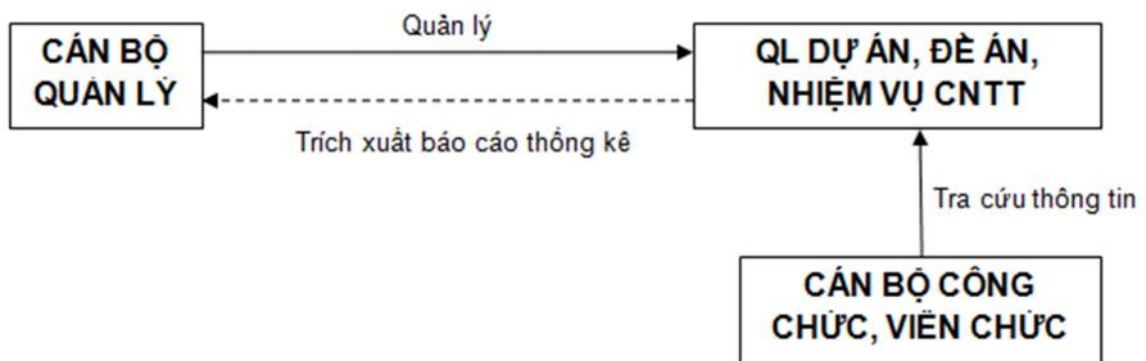 Quản lý
CÁN BỘ
QUẢN LÝ
QL DỰ ÁN, ĐỀ ÁN,
NHIỆM VỤ CNTT
Trích xuất báo cáo thống kê
Tra cứu thông tin
CÁN BỘ CÔNG
CHỨC, VIÊN CHỨC